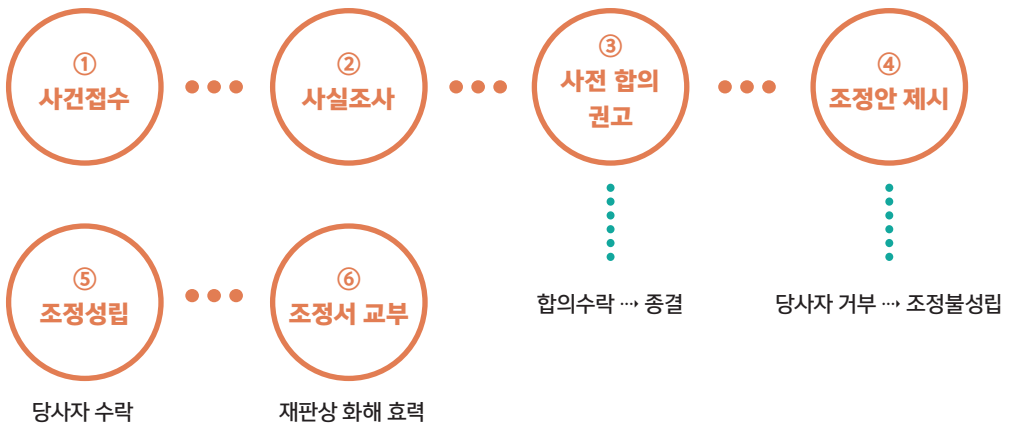 ①
사건접수
②
사실조사
③
사전 합의
권고
④
조정안 제시
합의수락 ···→ 종결
당사자 거부 ···→ 조정불성립
⑤
조정성립
⑥
조정서 교부
당사자 수락
재판상 화해 효력